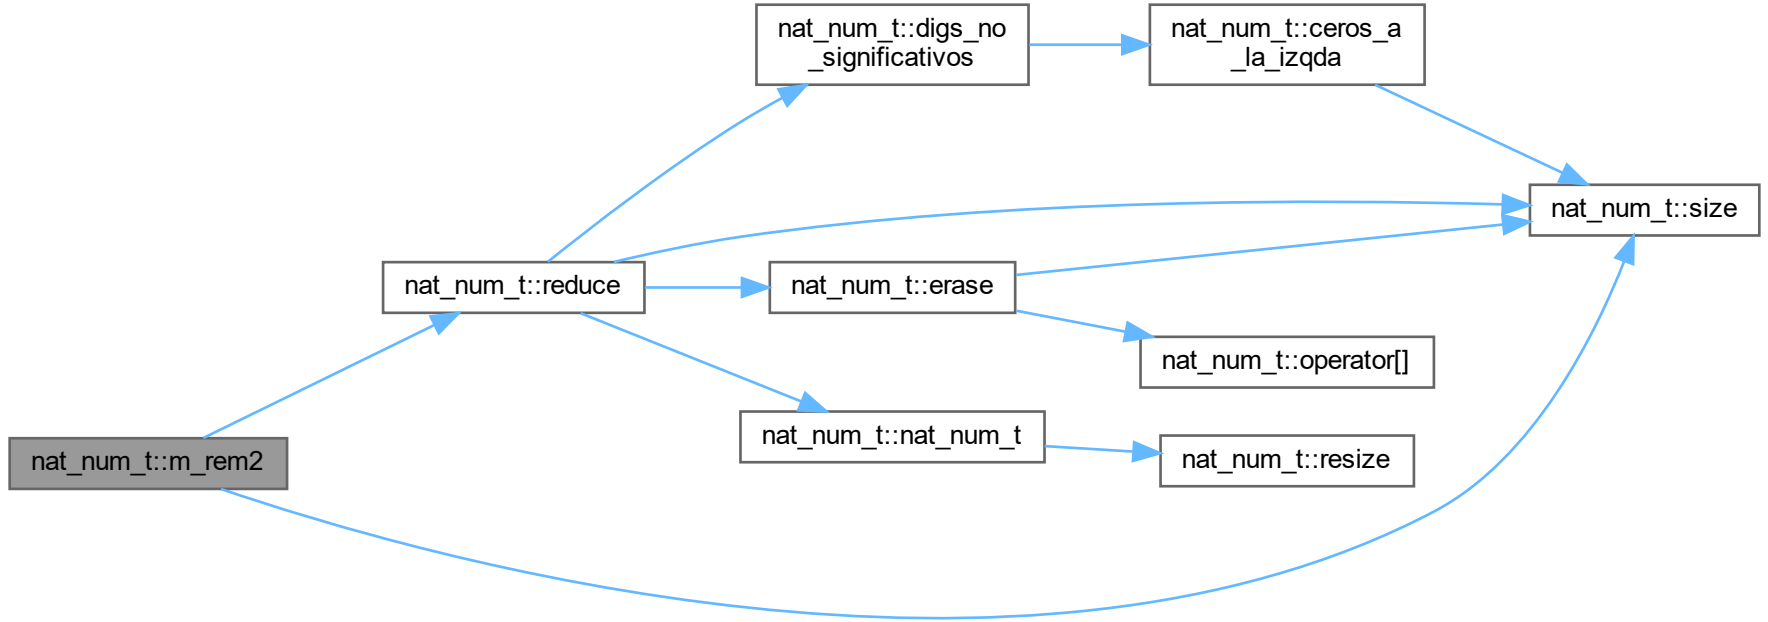 nat_num_t::digs_no
_significativos
nat_num_t::ceros_a
_la_izqda
nat_num_t::size
nat_num_t::reduce
nat_num_t::erase
nat_num_t::operator[]
nat_num_t::nat_num_t
nat_num_t::resize
nat_num_t::m_rem2